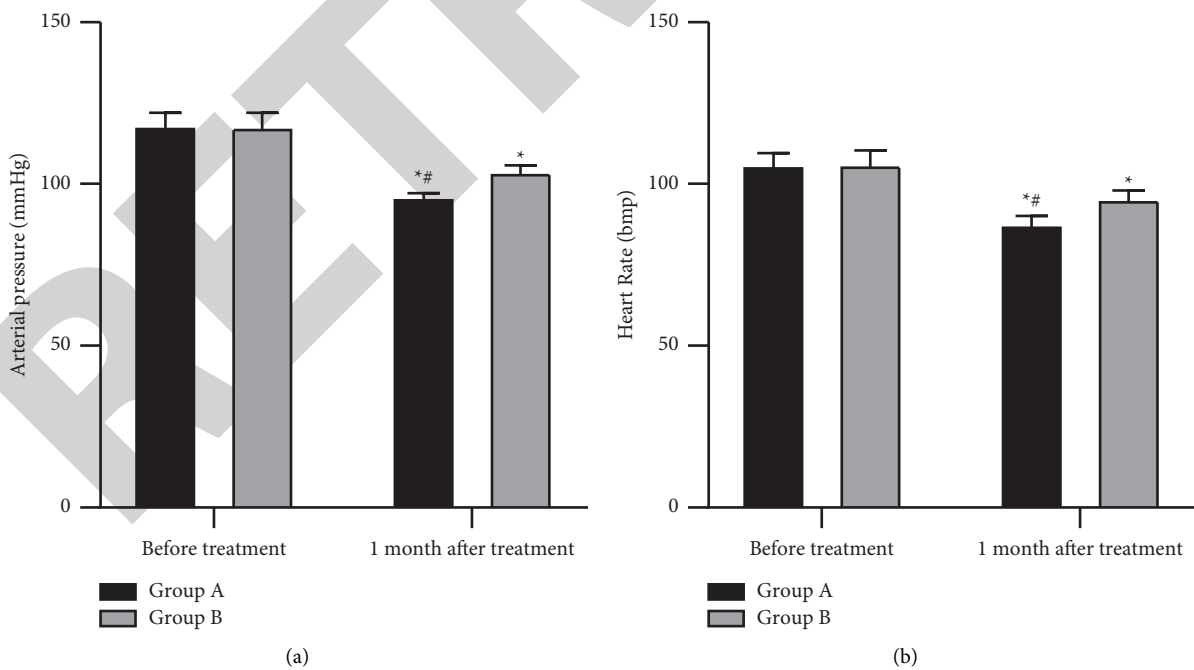 150
100
50
0
Arterial pressure (mmHg)
*#
*
Before treatment
1 month after treatment
Group A
Group B
(a)
150
100
50
0
Heart Rate (bmp)
*#
*
Before treatment
1 month after treatment
Group A
Group B
(b)
RETR